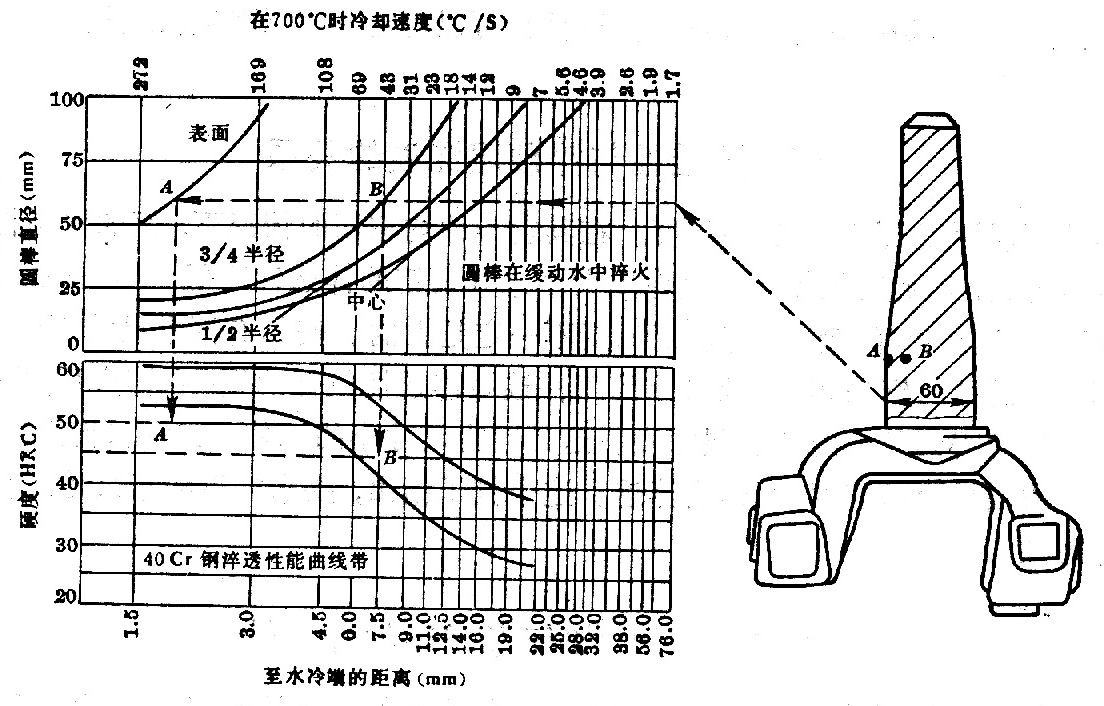 在700℃时冷却速度(℃/S)
272 169 108 69 43 31 23 18 14 12 9 7 5.6 4.6 3.9 2.6 1.9 1.7
圆棒直径(mm)
100
75
50
25
0
表面
A
B
3/4半径
中心
1/2半径
圆棒在缓动水中淬火
硬度(HRC)
60
50
40
30
20
A
B
40Cr钢淬透性能曲线带
1.5 3.0 4.5 6.0 7.5 9.0 11.0 12.5 14.0 16.0 19.0 22.0 25.0 28.0 32.0 38.0 50.0 76.0
至水冷端的距离(mm)
A B
60